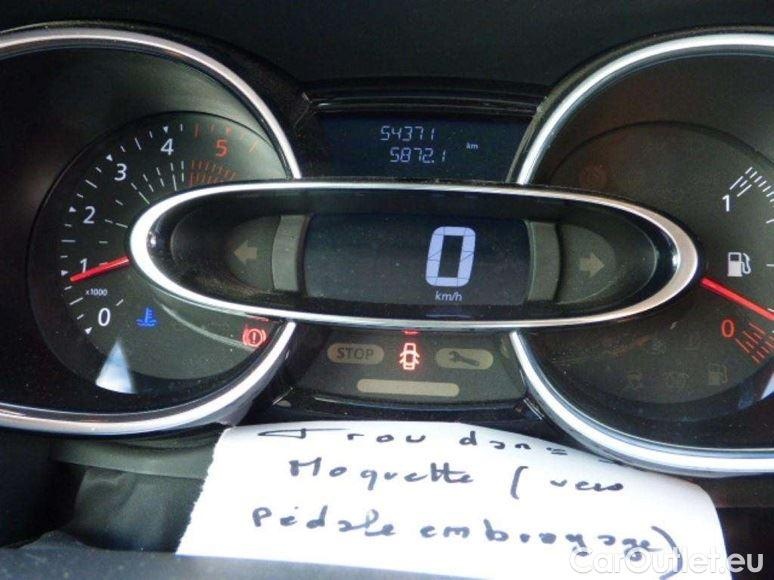 54371
km
5872.1
5
4
3
2
1
x1000
0
0
km/h
1
0
STOP
Trou dans
Moquette (vers
Pédale embrayage)
CarOutlet.eu